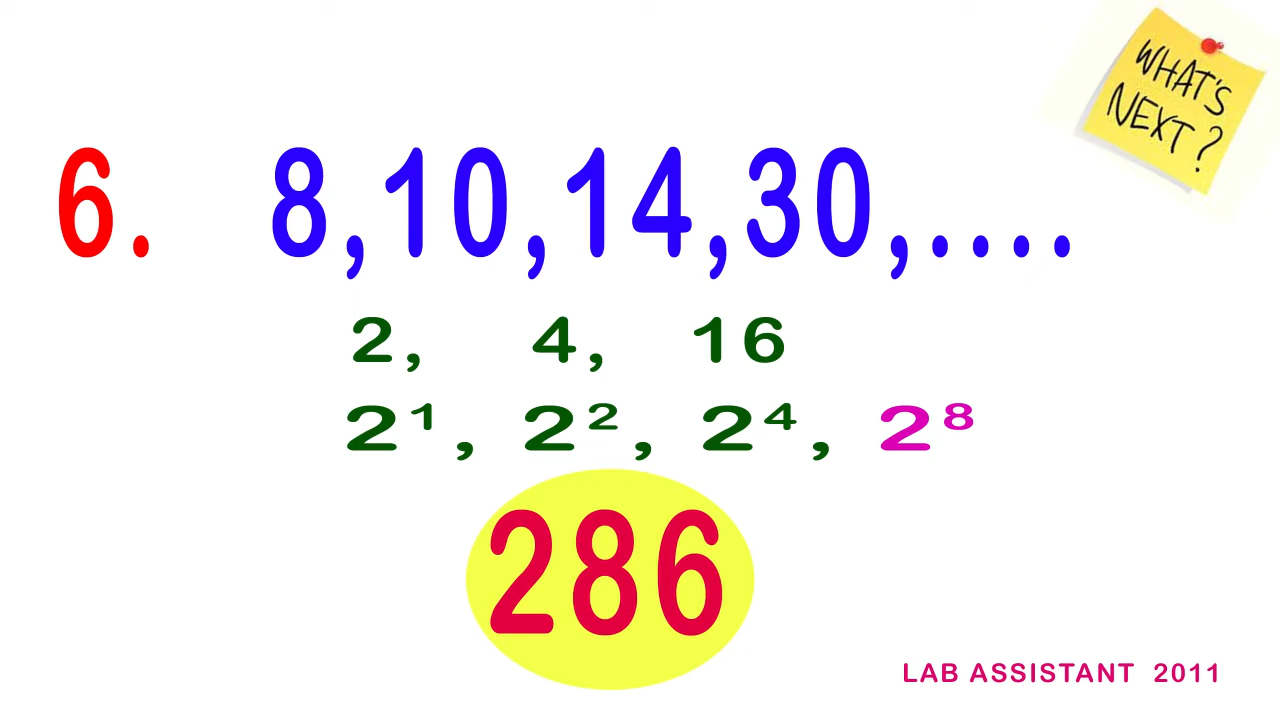 WHAT'S
NEXT?
6. 8,10,14,30,....
2, 4, 16
2¹, 2², 2⁴, 2⁸
286
LAB ASSISTANT 2011